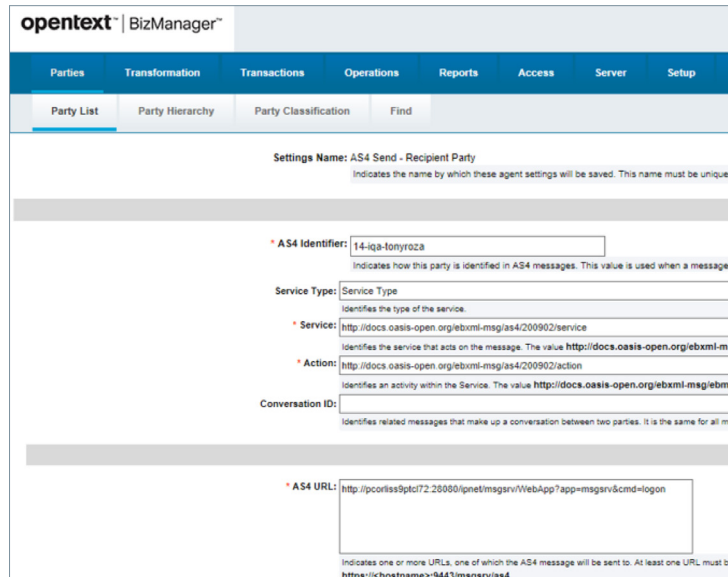 opentext™ | BizManager™
Parties Transformation Transactions Operations Reports Access Server Setup
Party List Party Hierarchy Party Classification Find
Settings Name: AS4 Send - Recipient Party
Indicates the name by which these agent settings will be saved. This name must be unique
* AS4 Identifier: 14-iqa-tonyroza
Indicates how this party is identified in AS4 messages. This value is used when a message
Service Type: Service Type
Identifies the type of the service.
* Service: http://docs.oasis-open.org/ebxml-msg/as4/200902/service
Identifies the service that acts on the message. The value http://docs.oasis-open.org/ebxml-m
* Action: http://docs.oasis-open.org/ebxml-msg/as4/200902/action
Identifies an activity within the Service. The value http://docs.oasis-open.org/ebxml-msg/ebm
Conversation ID:
Identifies related messages that make up a conversation between two parties. It is the same for all m
* AS4 URL: http://pcorliss9ptcl72:28080/ipnet/msgsrv/WebApp?app=msgsrv&cmd=logon
Indicates one or more URLs, one of which the AS4 message will be sent to. At least one URL must b
https://<hostname>:9443/msgsrv/as4